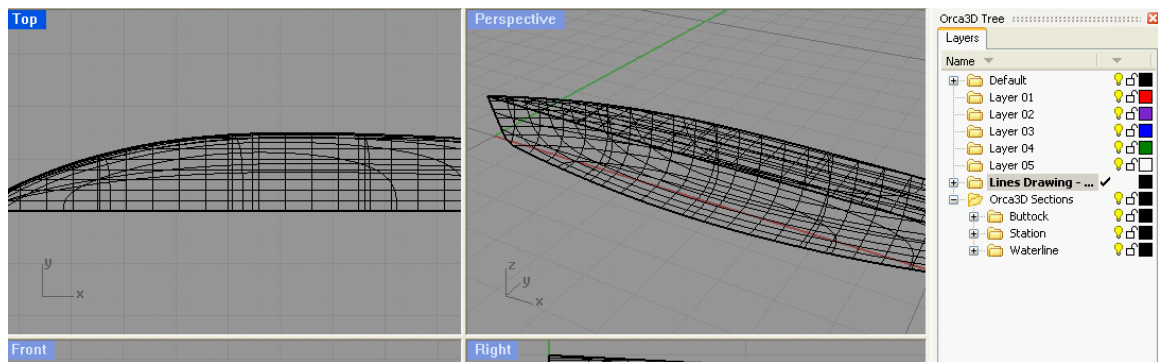 Top
Perspective
Orca3D Tree
Layers
Name
Default
Layer 01
Layer 02
Layer 03
Layer 04
Layer 05
Lines Drawing - ...
Orca3D Sections
Buttock
Station
Waterline
y
x
z
y
x
Front
Right